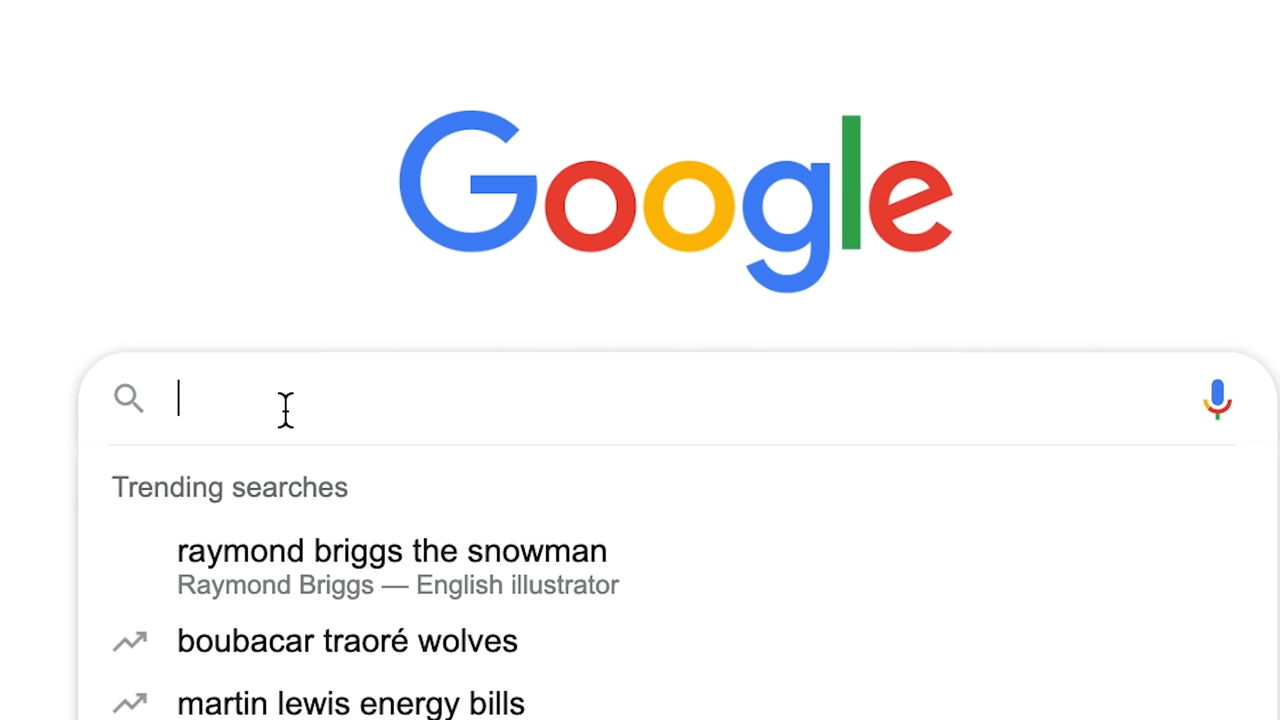 Google
Trending searches
raymond briggs the snowman
Raymond Briggs — English illustrator
boubacar traoré wolves
martin lewis energy bills